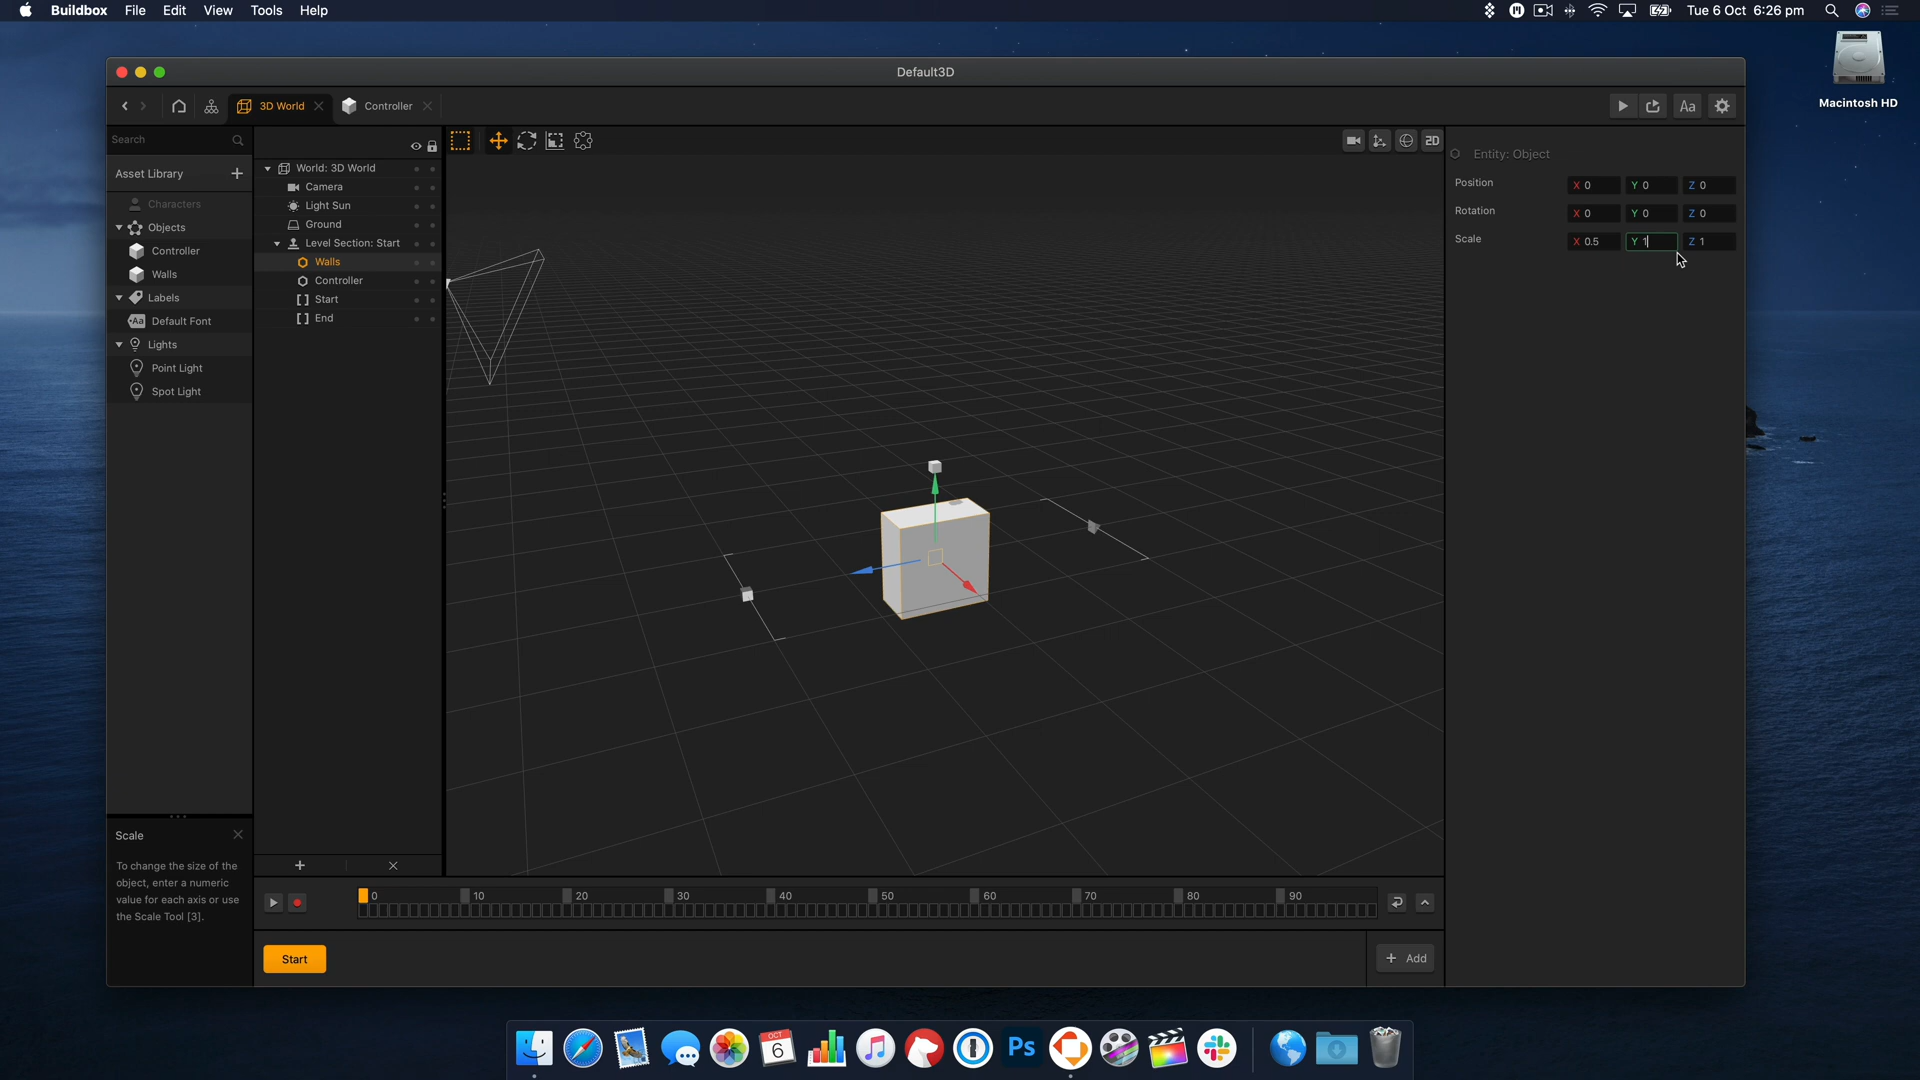 Buildbox File Edit View Tools Help
Tue 6 Oct 6:26 pm
Macintosh HD
Default3D
3D World
Controller
Aa
Search
2D
Asset Library
Characters
Objects
Controller
Walls
Labels
Aa Default Font
Lights
Point Light
Spot Light
World: 3D World
Camera
Light Sun
Ground
Level Section: Start
Walls
Controller
Start
End
Entity: Object
Position X 0 Y 0 Z 0
Rotation X 0 Y 0 Z 0
Scale X 0.5 Y 1 Z 1
Scale
To change the size of the
object, enter a numeric
value for each axis or use
the Scale Tool [3].
0 10 20 30 40 50 60 70 80 90
Start
+ Add
OCT
6
Ps